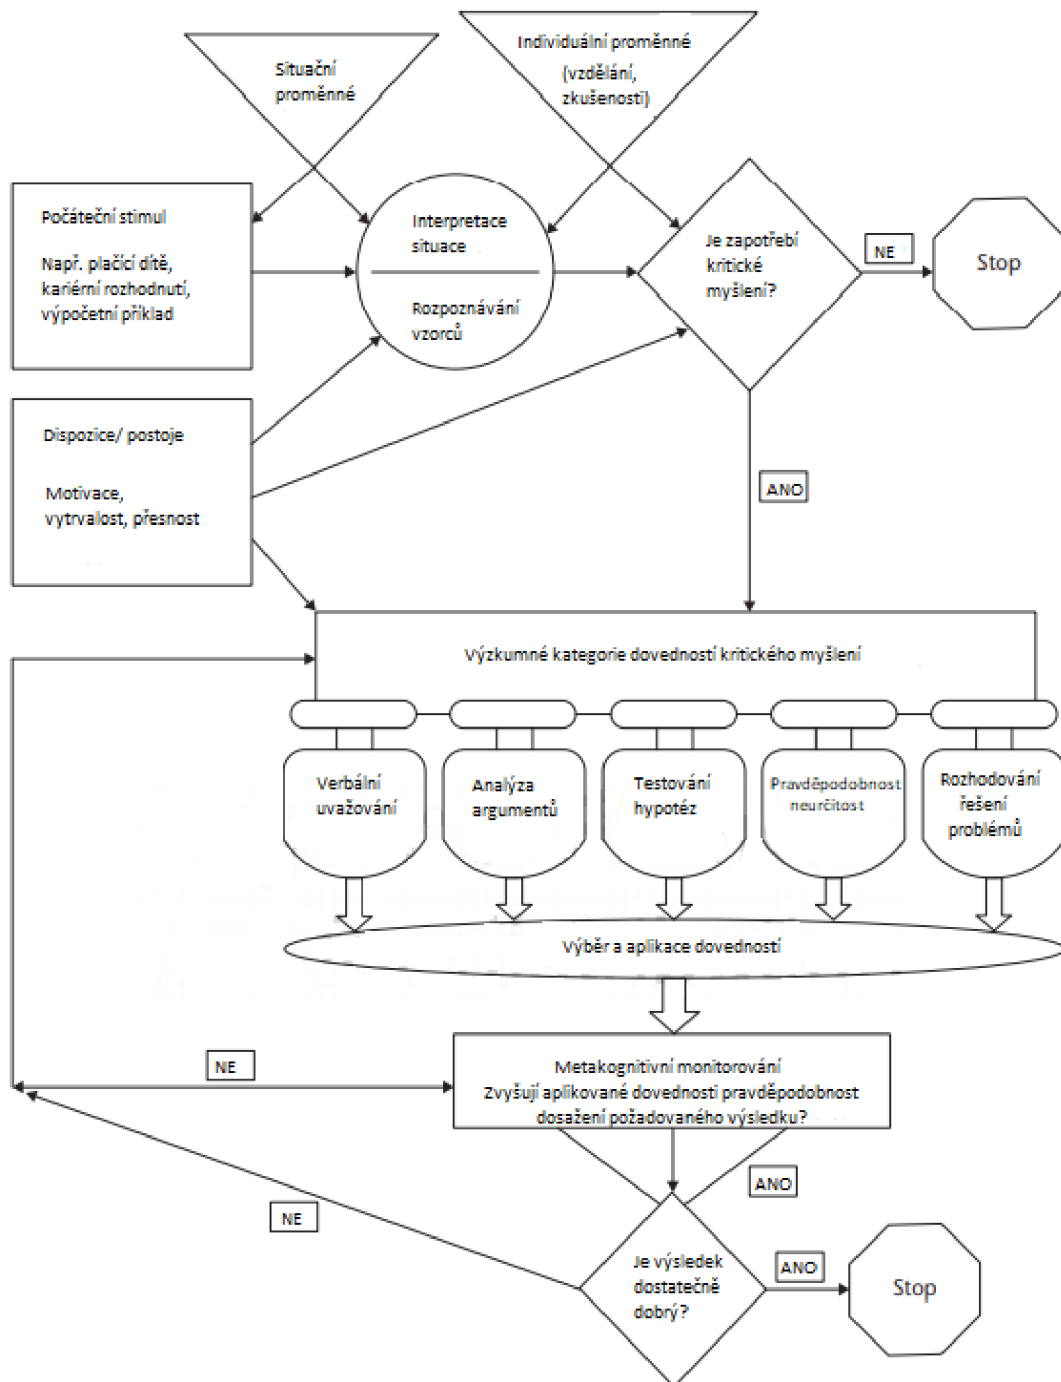 Situační
proměnné
Individuální proměnné
(vzdělání,
zkušenosti)
Počáteční stimul
Např. plačící dítě,
kariérní rozhodnutí,
výpočetní příklad
Interpretace
situace
Rozpoznávání
vzorců
Je zapotřebí
kritické
myšlení?
NE
Stop
Dispozice/ postoje
Motivace,
vytrvalost, přesnost
ANO
Výzkumné kategorie dovedností kritického myšlení
Verbální
uvažování
Analýza
argumentů
Testování
hypotéz
Pravděpodobnost
neurčitost
Rozhodování
řešení
problémů
Výběr a aplikace dovedností
NE
Metakognitivní monitorování
Zvyšují aplikované dovednosti pravděpodobnost
dosažení požadovaného výsledku?
ANO
NE
Je výsledek
dostatečně
dobrý?
ANO
Stop